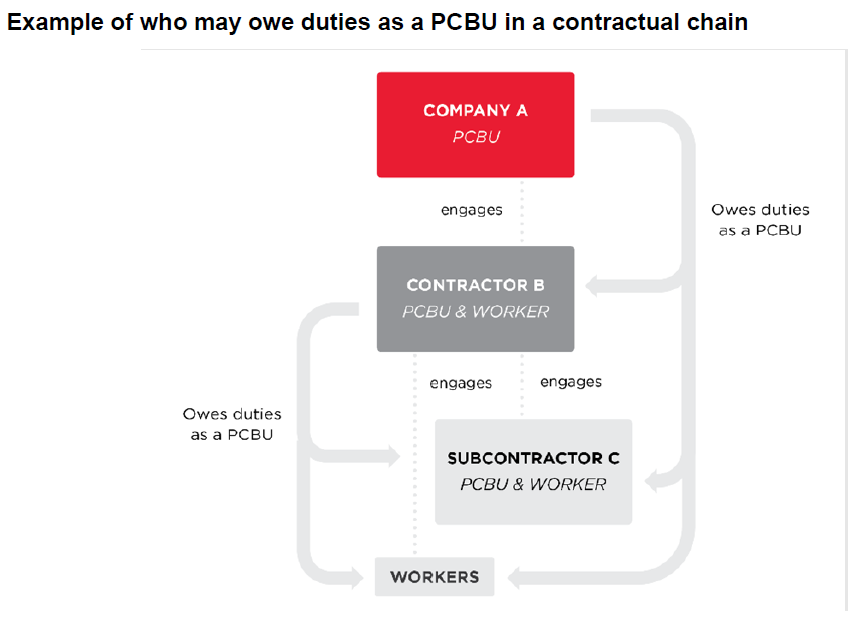 Example of who may owe duties as a PCBU in a contractual chain
COMPANY A
PCBU
engages
Owes duties
as a PCBU
CONTRACTOR B
PCBU & WORKER
engages
engages
Owes duties
as a PCBU
SUBCONTRACTOR C
PCBU & WORKER
WORKERS